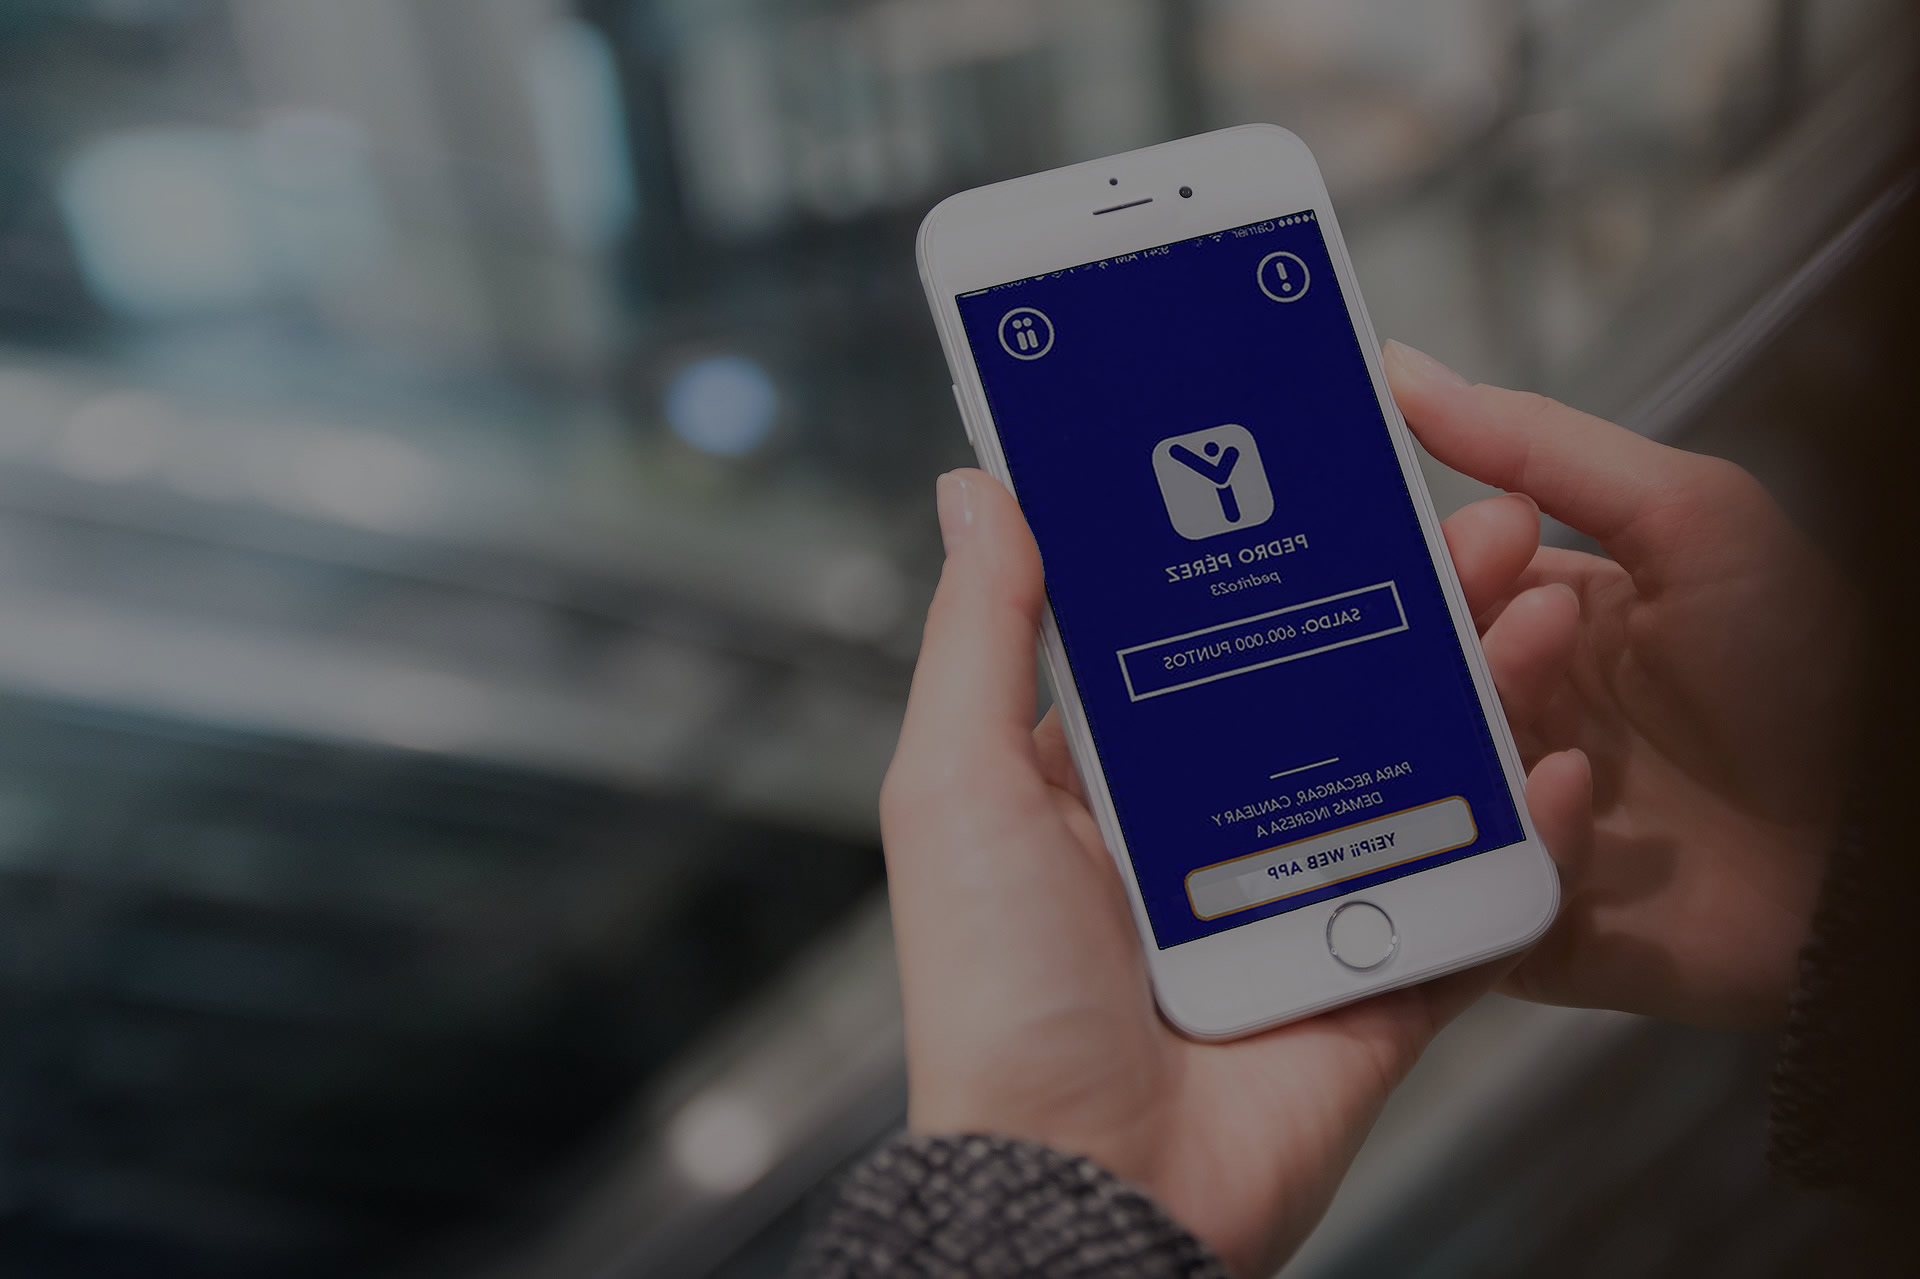 Carrier 9:41 AM 100%
PEDRO PÉREZ
pedrito23
SALDO: 600.000 PUNTOS
PARA RECARGAR, CANJEAR Y
DEMÁS INGRESA A
YEiPii WEB APP